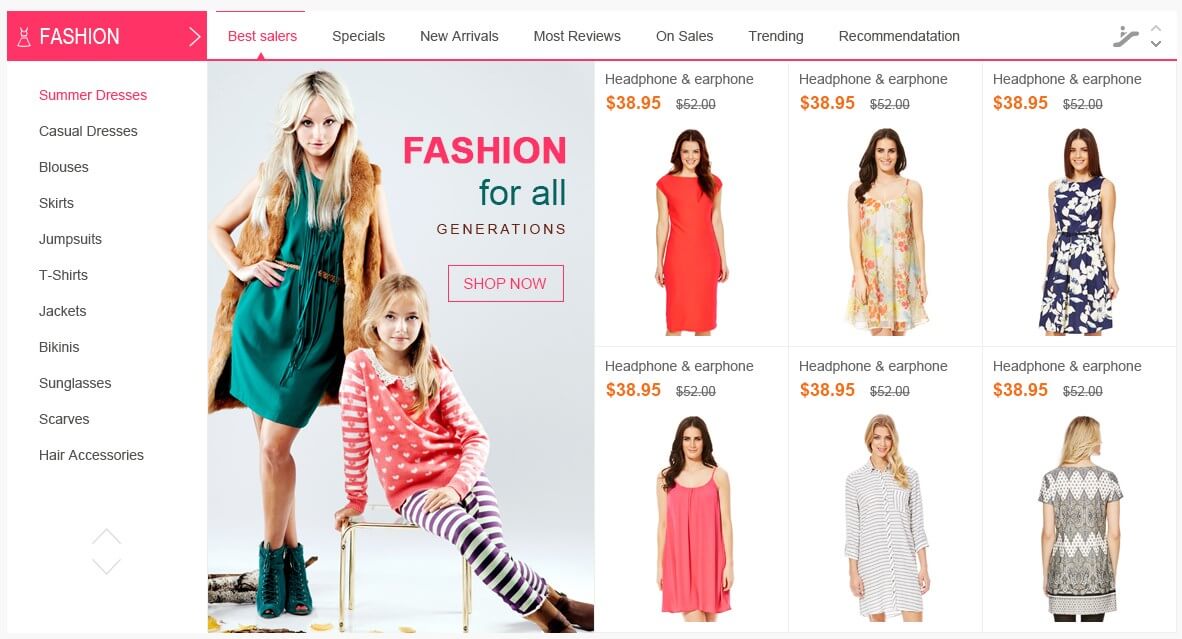 FASHION
Best salers
Specials
New Arrivals
Most Reviews
On Sales
Trending
Recommendatation
Summer Dresses
Casual Dresses
Blouses
Skirts
Jumpsuits
T-Shirts
Jackets
Bikinis
Sunglasses
Scarves
Hair Accessories
FASHION
for all
GENERATIONS
SHOP NOW
Headphone & earphone
$38.95 $52.00
Headphone & earphone
$38.95 $52.00
Headphone & earphone
$38.95 $52.00
Headphone & earphone
$38.95 $52.00
Headphone & earphone
$38.95 $52.00
Headphone & earphone
$38.95 $52.00